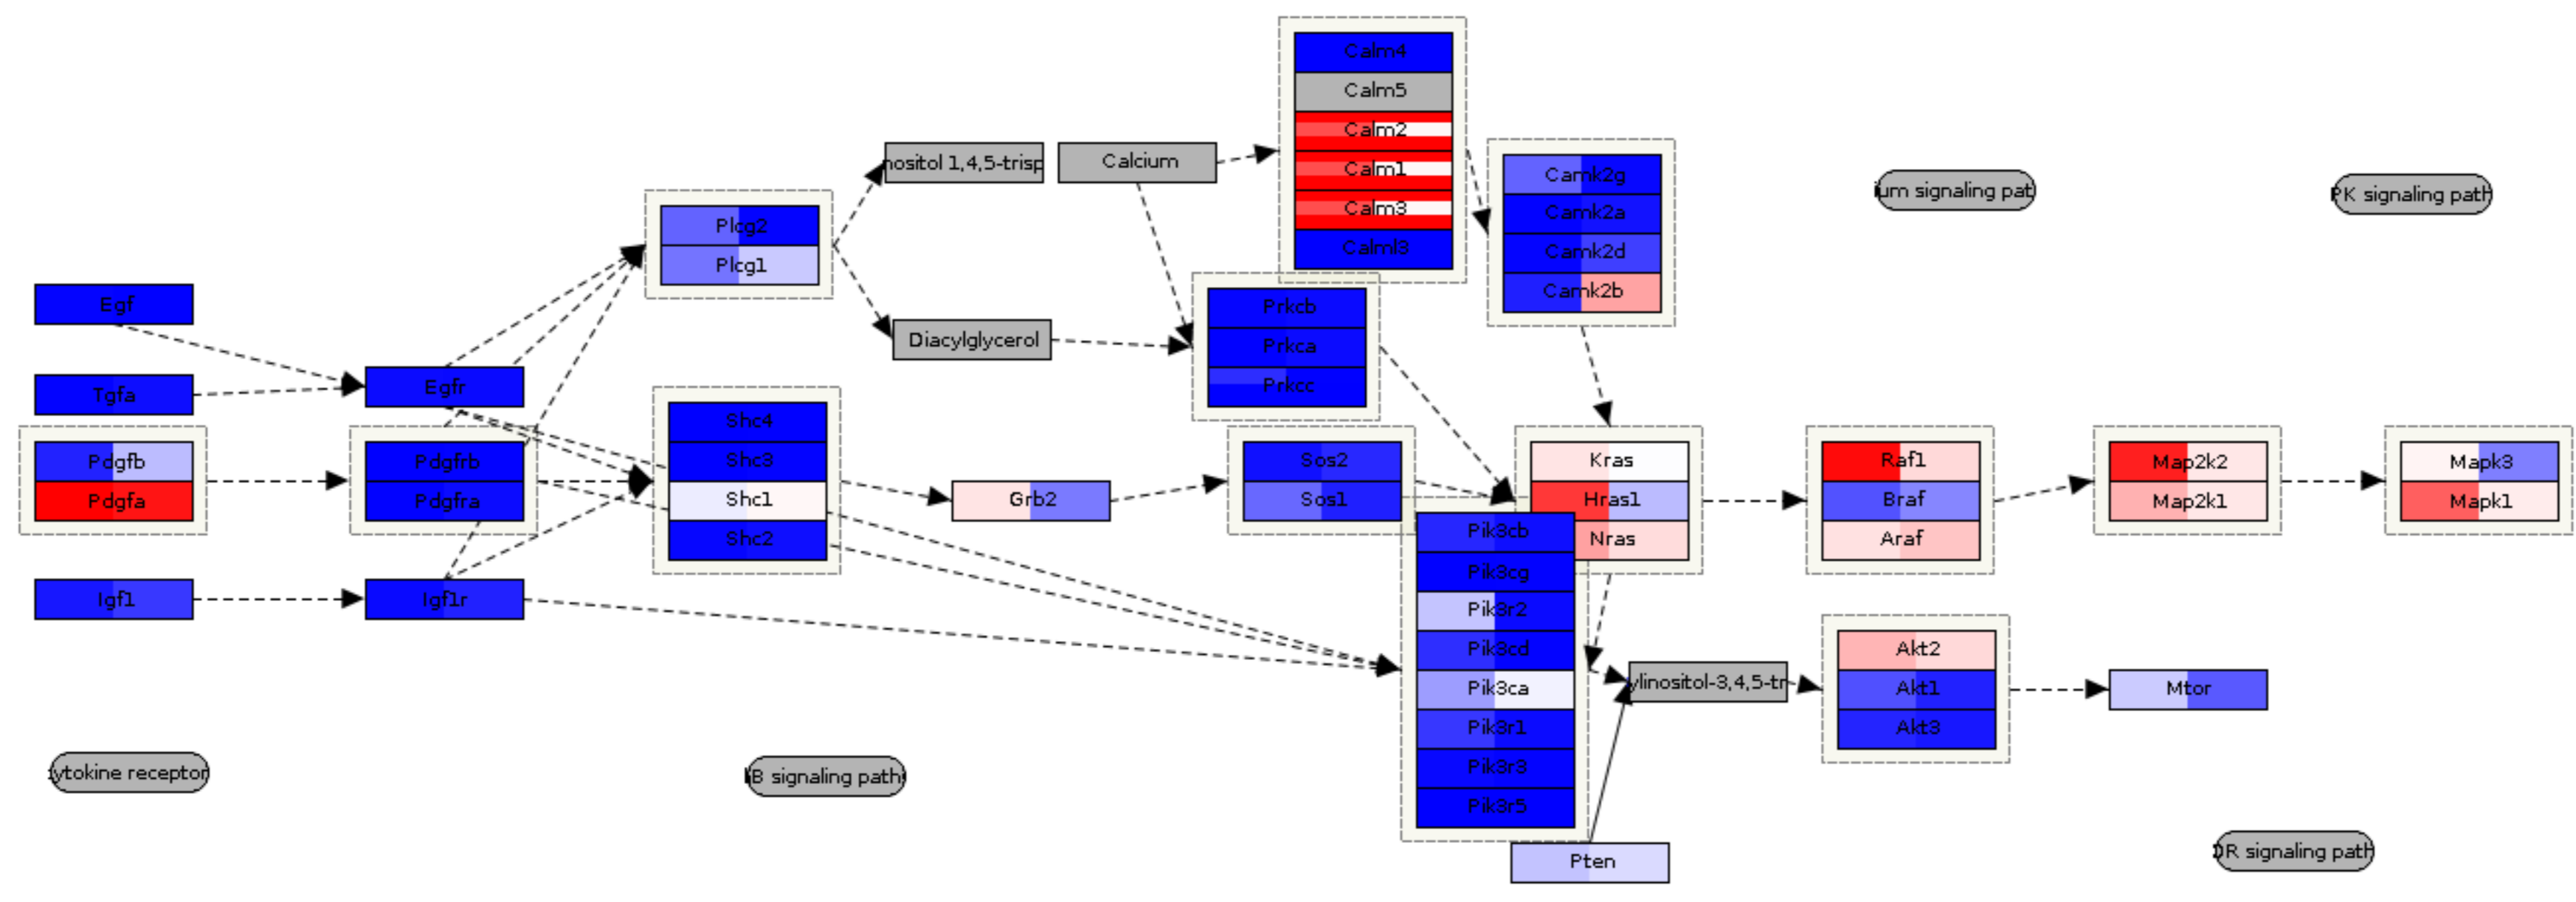 Calm4
Calm5
Calm2
Calm1
Calm3
Calml3
nositol 1,4,5-trisp
Calcium
Camk2g
Camk2a
Camk2d
Camk2b
ium signaling pat
PK signaling path
Plcg2
Plcg1
Egf
Diacylglycerol
Prkcb
Prkca
Prkcc
Tgfa
Egfr
Shc4
Shc3
Shc1
Shc2
Pdgfb
Pdgfa
Pdgfrb
Pdgfra
Grb2
Sos2
Sos1
Kras
Hras1
Nras
Raf1
Braf
Araf
Map2k2
Map2k1
Mapk3
Mapk1
Igf1
Igf1r
Pik3cb
Pik3cg
Pik3r2
Pik3cd
Pik3ca
Pik3r1
Pik3r3
Pik3r5
ylinositol-3,4,5-tr
Akt2
Akt1
Akt3
Mtor
ytokine receptor
B signaling path
Pten
OR signaling path